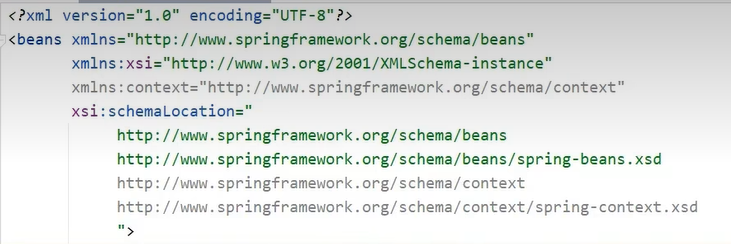 <?xml version="1.0" encoding="UTF-8"?>
<beans xmlns="http://www.springframework.org/schema/beans"
xmlns:xsi="http://www.w3.org/2001/XMLSchema-instance"
xmlns:context="http://www.springframework.org/schema/context"
xsi:schemaLocation="
http://www.springframework.org/schema/beans
http://www.springframework.org/schema/beans/spring-beans.xsd
http://www.springframework.org/schema/context
http://www.springframework.org/schema/context/spring-context.xsd
">